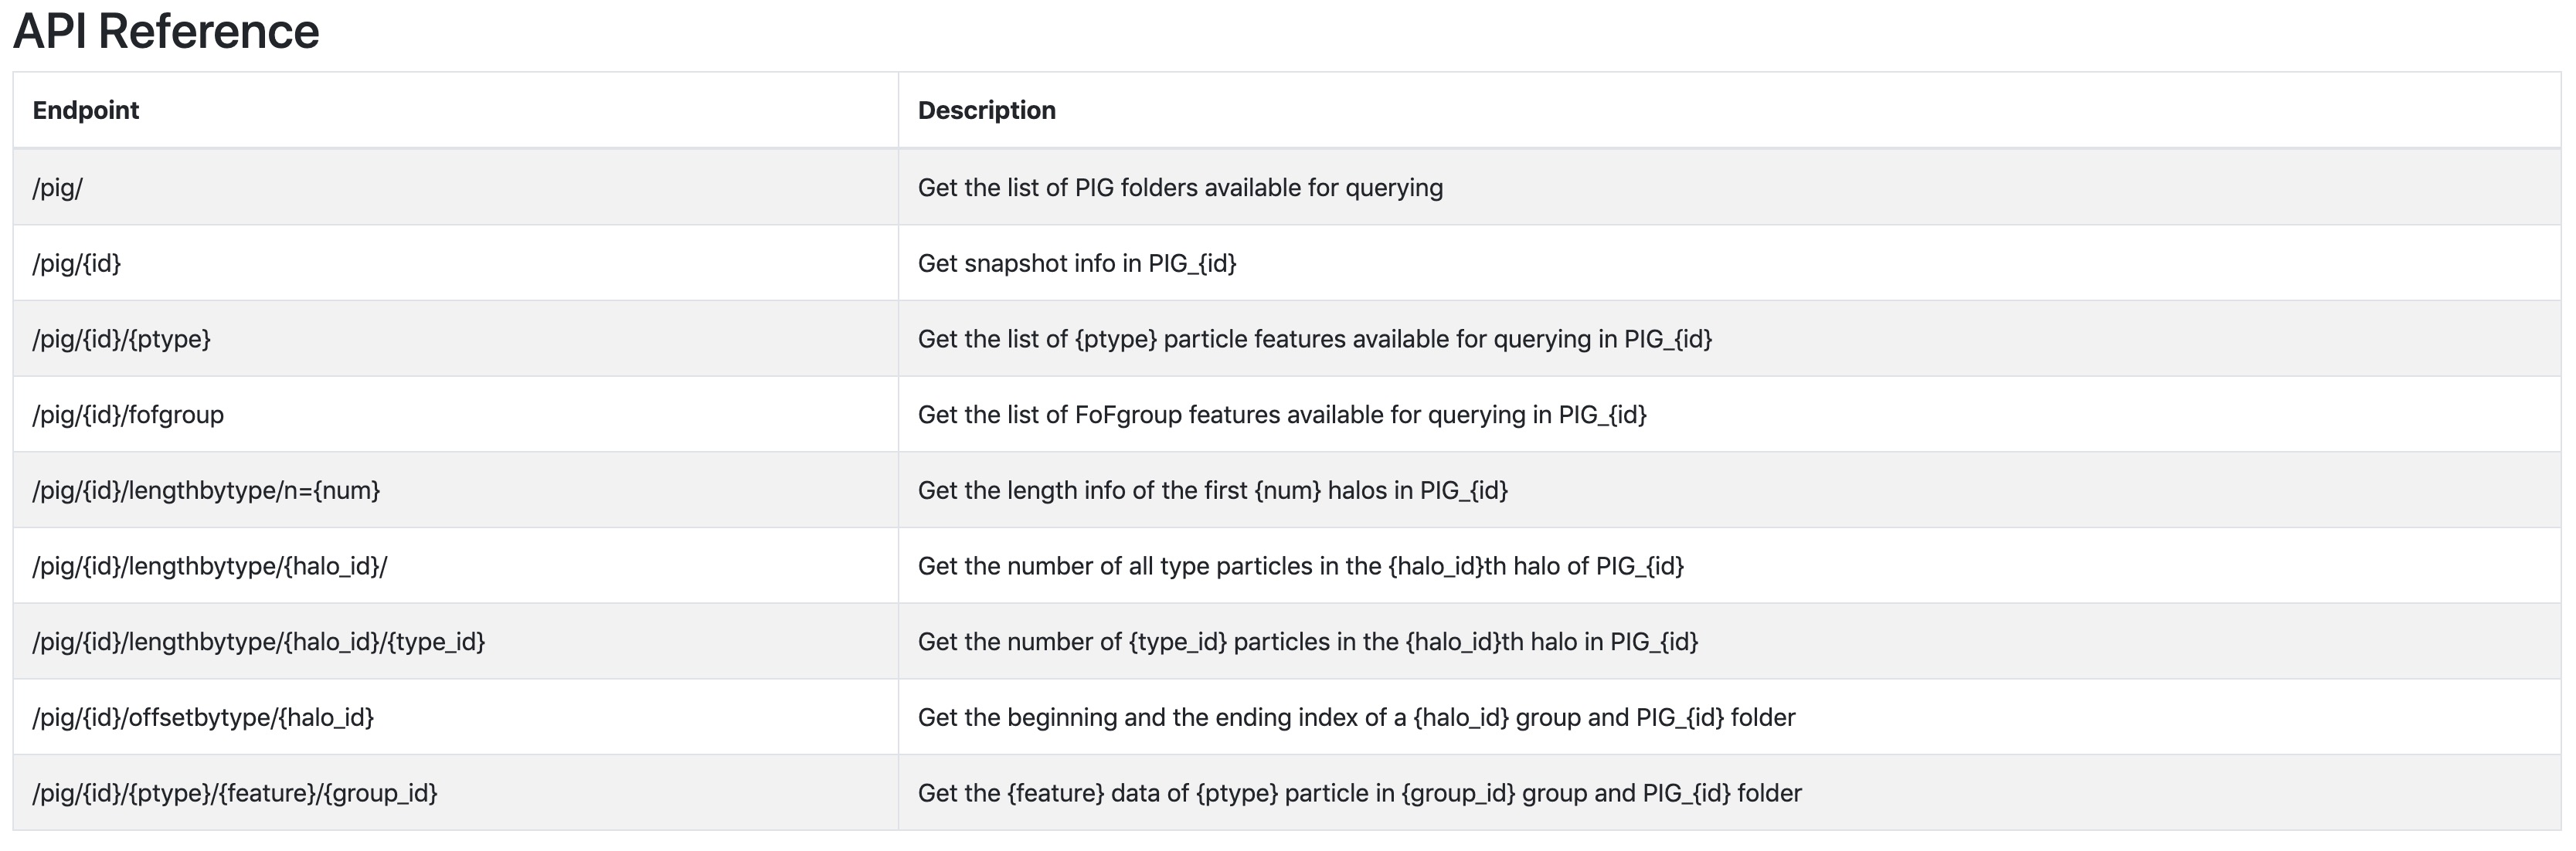 API Reference
Endpoint Description
/pig/ Get the list of PIG folders available for querying
/pig/{id} Get snapshot info in PIG_{id}
/pig/{id}/{ptype} Get the list of {ptype} particle features available for querying in PIG_{id}
/pig/{id}/fofgroup Get the list of FoFgroup features available for querying in PIG_{id}
/pig/{id}/lengthbytype/n={num} Get the length info of the first {num} halos in PIG_{id}
/pig/{id}/lengthbytype/{halo_id}/ Get the number of all type particles in the {halo_id}th halo of PIG_{id}
/pig/{id}/lengthbytype/{halo_id}/{type_id} Get the number of {type_id} particles in the {halo_id}th halo in PIG_{id}
/pig/{id}/offsetbytype/{halo_id} Get the beginning and the ending index of a {halo_id} group and PIG_{id} folder
/pig/{id}/{ptype}/{feature}/{group_id} Get the {feature} data of {ptype} particle in {group_id} group and PIG_{id} folder